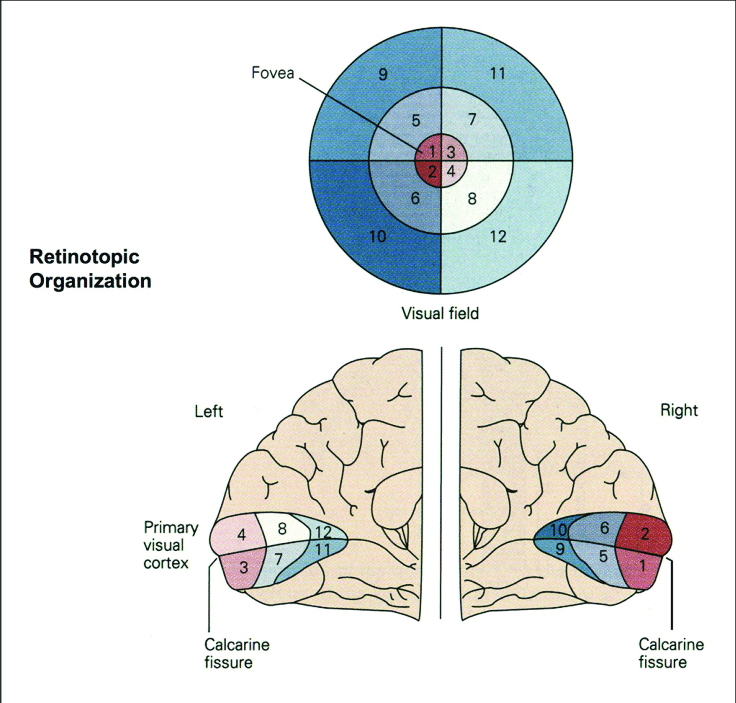 9
11
Fovea
5
7
1
3
2
4
6
8
10
12
Retinotopic
Organization
Visual field
Left
Right
Primary
visual
cortex
4
8
12
3
7
11
10
6
2
9
5
1
Calcarine
fissure
Calcarine
fissure